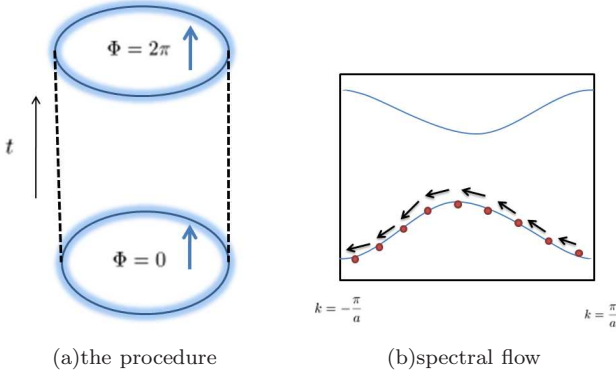 Φ = 2π
t
Φ = 0
k = -π/a
k = π/a
(a)the procedure
(b)spectral flow